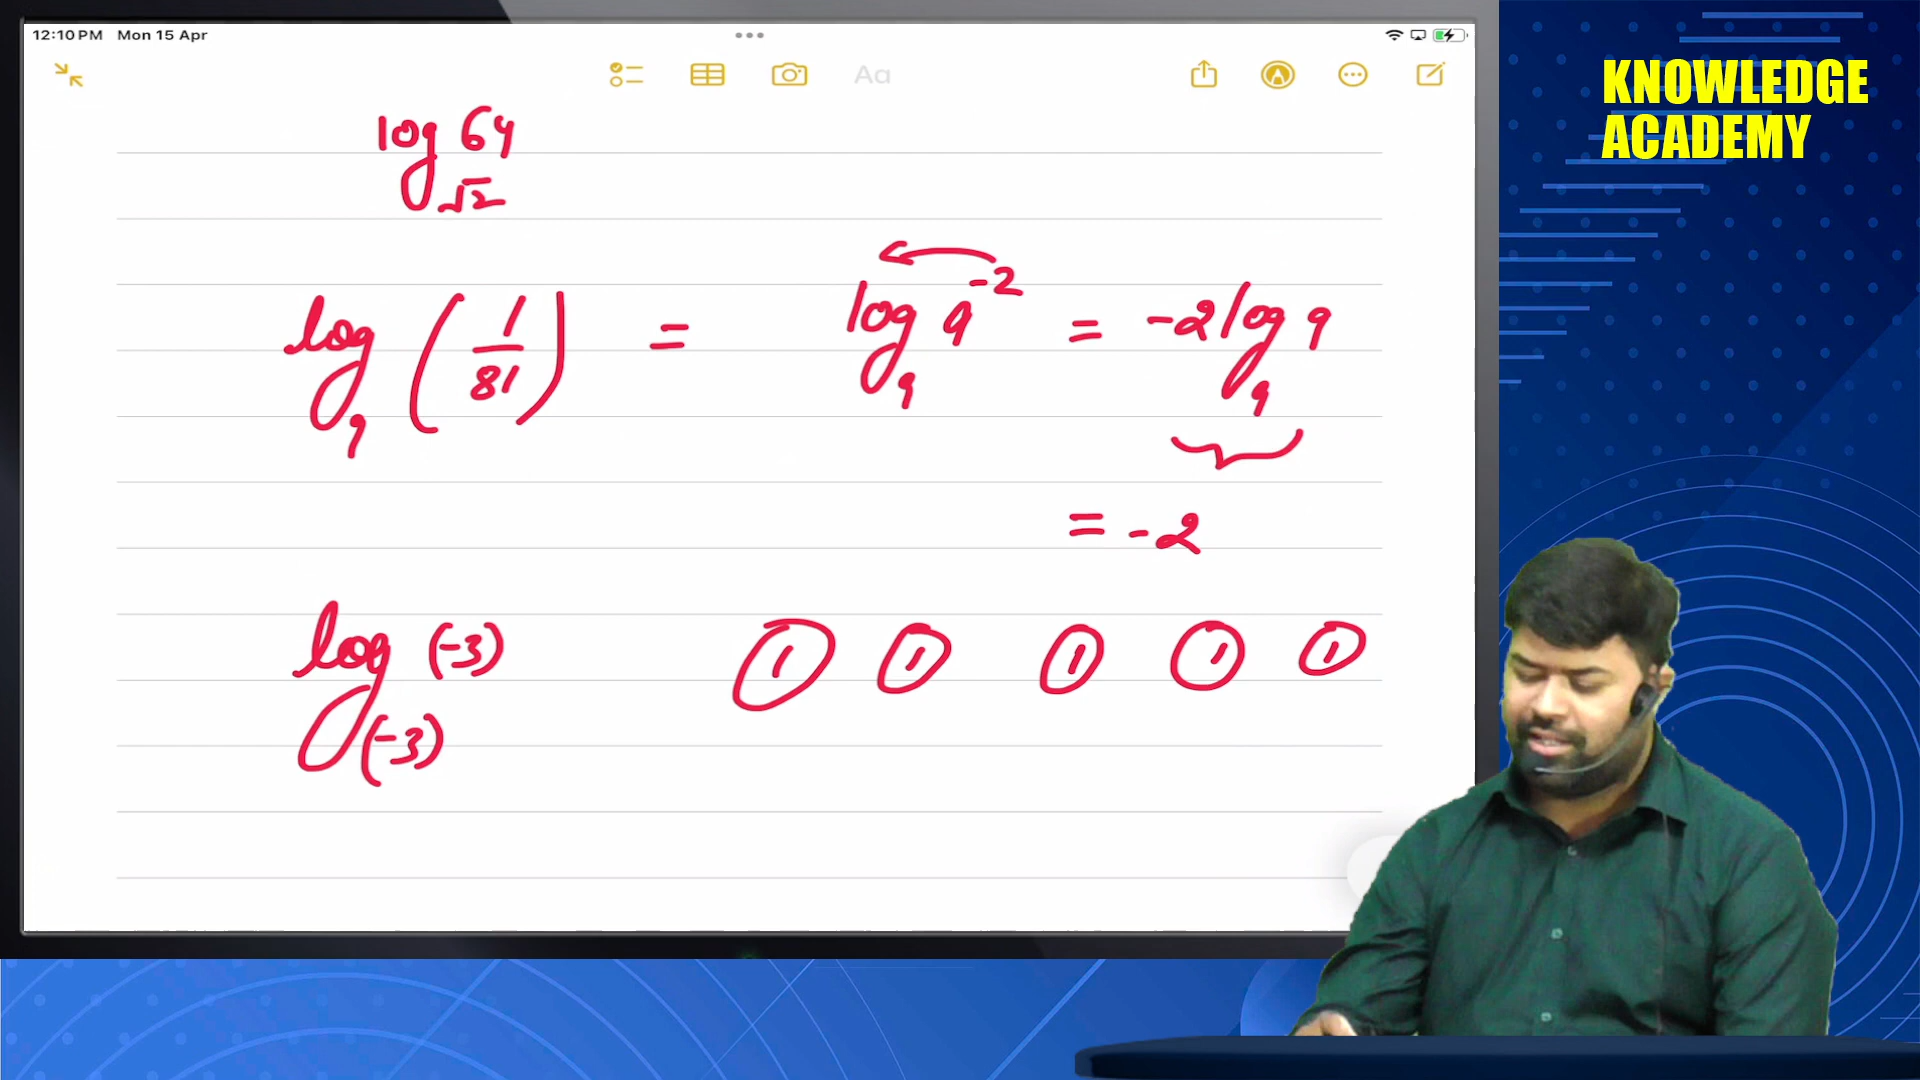 12:10 PM Mon 15 Apr
Aa
KNOWLEDGE
ACADEMY
log_√2 64
log_9 (1/81) = log_9 9^-2 = -2 log_9 9
= -2
log_(-3) (-3) 1 1 1 1 1